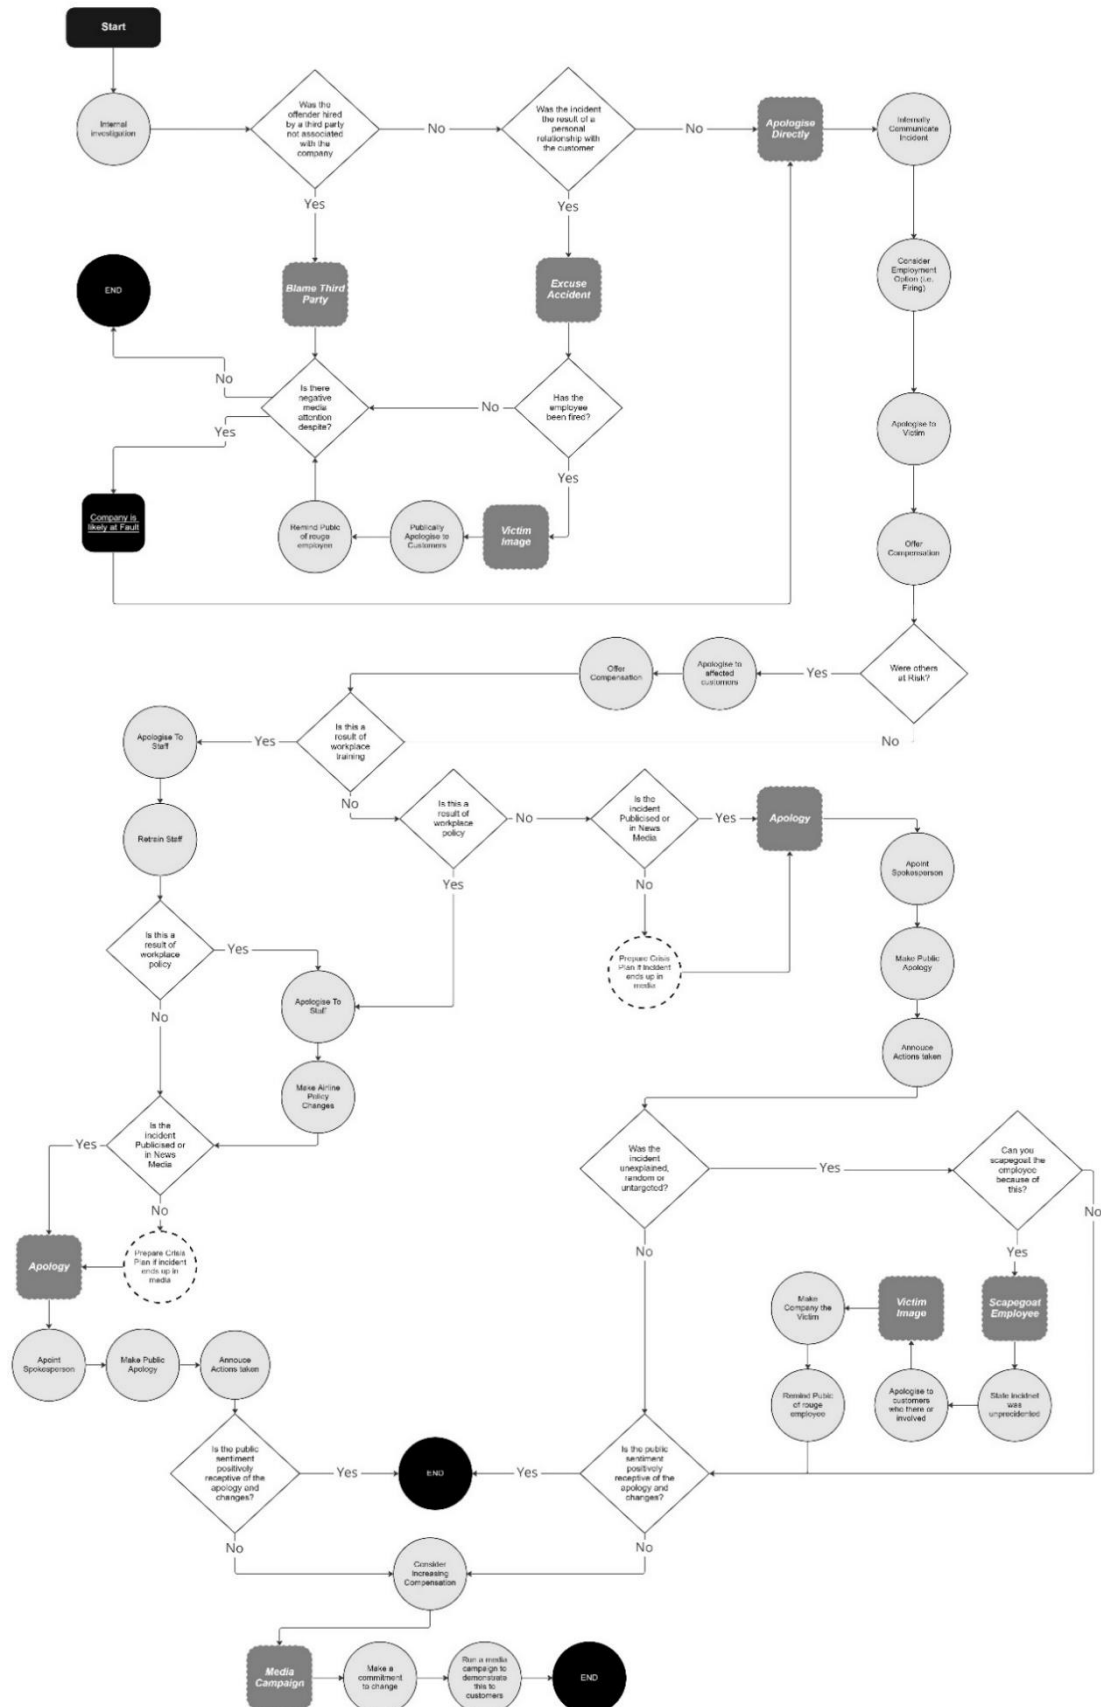 Start
Internal
investigation
Was the
offender hired
by a third party
not associated
with the
company
No
Was the incident
the result of a
personal
relationship with
the customer
No
Apologise
Directly
Internally
Communicate
Incident
Yes
Yes
END
Blame Third
Party
Excuse
Accident
Consider
Employment
Option (i.e.
Firing)
No
Is there
negative
media
attention
despite?
No
Has the
employee
been fired?
Yes
Apologise to
Victim
Yes
Company is
likely at Fault
Remind Pubic
of rouge
employee
Publically
Apologise to
Customers
Victim
Image
Offer
Compensation
Offer
Compensation
Apologise to
affected
customers
Yes
Were others
at Risk?
Apologise To
Staff
Yes
Is this a
result of
workplace
training
No
No
Is this a
result of
workplace
policy
No
Is the
incident
Publicised or
in News
Media
Yes
Apology
Retrain Staff
Apoint
Spokesperson
Yes
No
Is this a
result of
workplace
policy
Yes
Prepare Crisis
Plan if Incident
ends up in
media
Make Public
Apology
Apologise To
Staff
No
Annouce
Actions taken
Make Airline
Policy
Changes
Yes
Is the
incident
Publicised or
in News
Media
Was the
incident
unexplained,
random or
untargeted?
Yes
Can you
scapegoat the
employee
because of
this?
No
No
Apology
Prepare Crisis
Plan if incident
ends up in
media
No
Yes
Make
Company the
Victim
Victim
Image
Scapegoat
Employee
Apoint
Spokesperson
Make Public
Apology
Annouce
Actions taken
Remind Pubic
of rouge
employee
Apologise to
customers
who there or
involved
State incidnet
was
unprecidented
Is the public
sentiment
positively
receptive of the
apology and
changes?
Yes
END
Yes
Is the public
sentiment
positively
receptive of the
apology and
changes?
No
No
Consider
Increasing
Compensation
Media
Campaign
Make a
commitment
to change
Run a media
campaign to
demonstrate
this to
customers
END